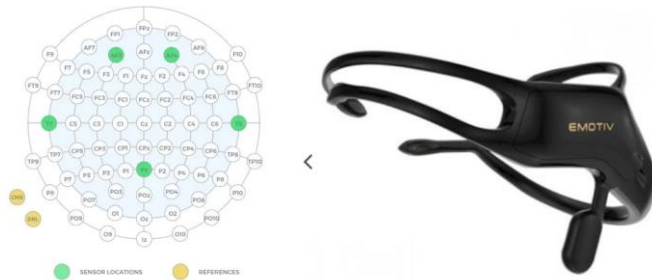 FPz
FP1 FP2
AF7 AFz AF8
AF3 AF4
F9 F10
F7 F5 F3 F1 Fz F2 F4 F6 F8
FT9 FT7 FC5 FC3 FC1 FCz FC2 FC4 FC6 FT8 FT10
C5 C3 C1 Cz C2 C4 C6
TP9 TP7 CP5 CP3 CP1 CPz CP2 CP4 CP6 TP8 TP10
P9 P7 P5 P3 P1 Pz P2 P4 P6 P8 P10
PO7 PO3 POz PO4 PO8
PO9 O1 Oz O2 PO10
O9 Iz O10
CMS
DRL
SENSOR LOCATIONS REFERENCES
EMOTIV